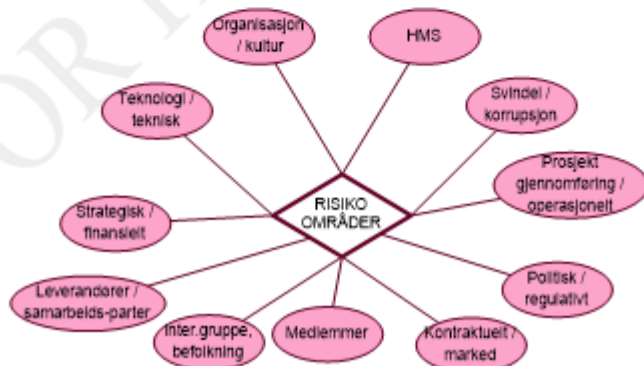 Organisasjon
/ kultur
HMS
Teknologi /
teknisk
Svindel /
korrupsjon
Prosjekt
gjennomføring /
operasjonelt
RISIKO
OMRÅDER
Strategisk /
finansielt
Leverandører /
samarbeids-parter
Inter.gruppe,
befolkning
Medlemmer
Kontraktuelt /
marked
Politisk
/ regulativt
OR